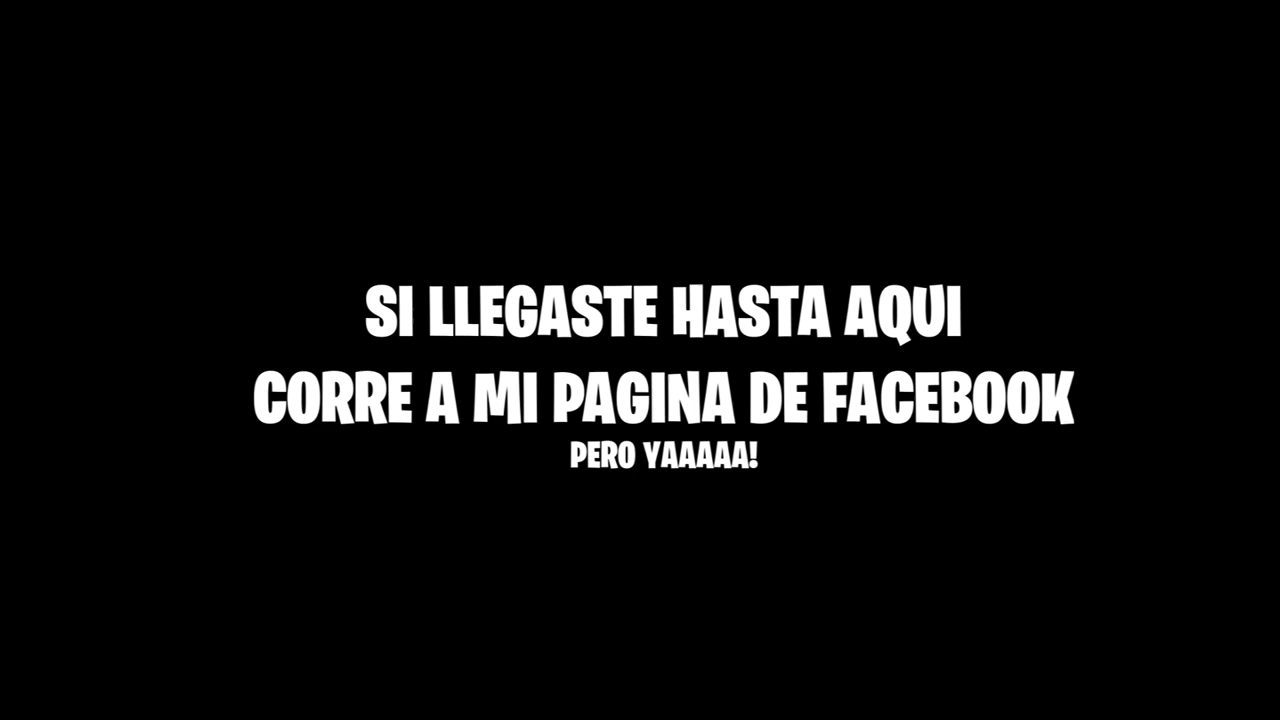 SI LLEGASTE HASTA AQUI
CORRE A MI PAGINA DE FACEBOOK
PERO YAAAAA!